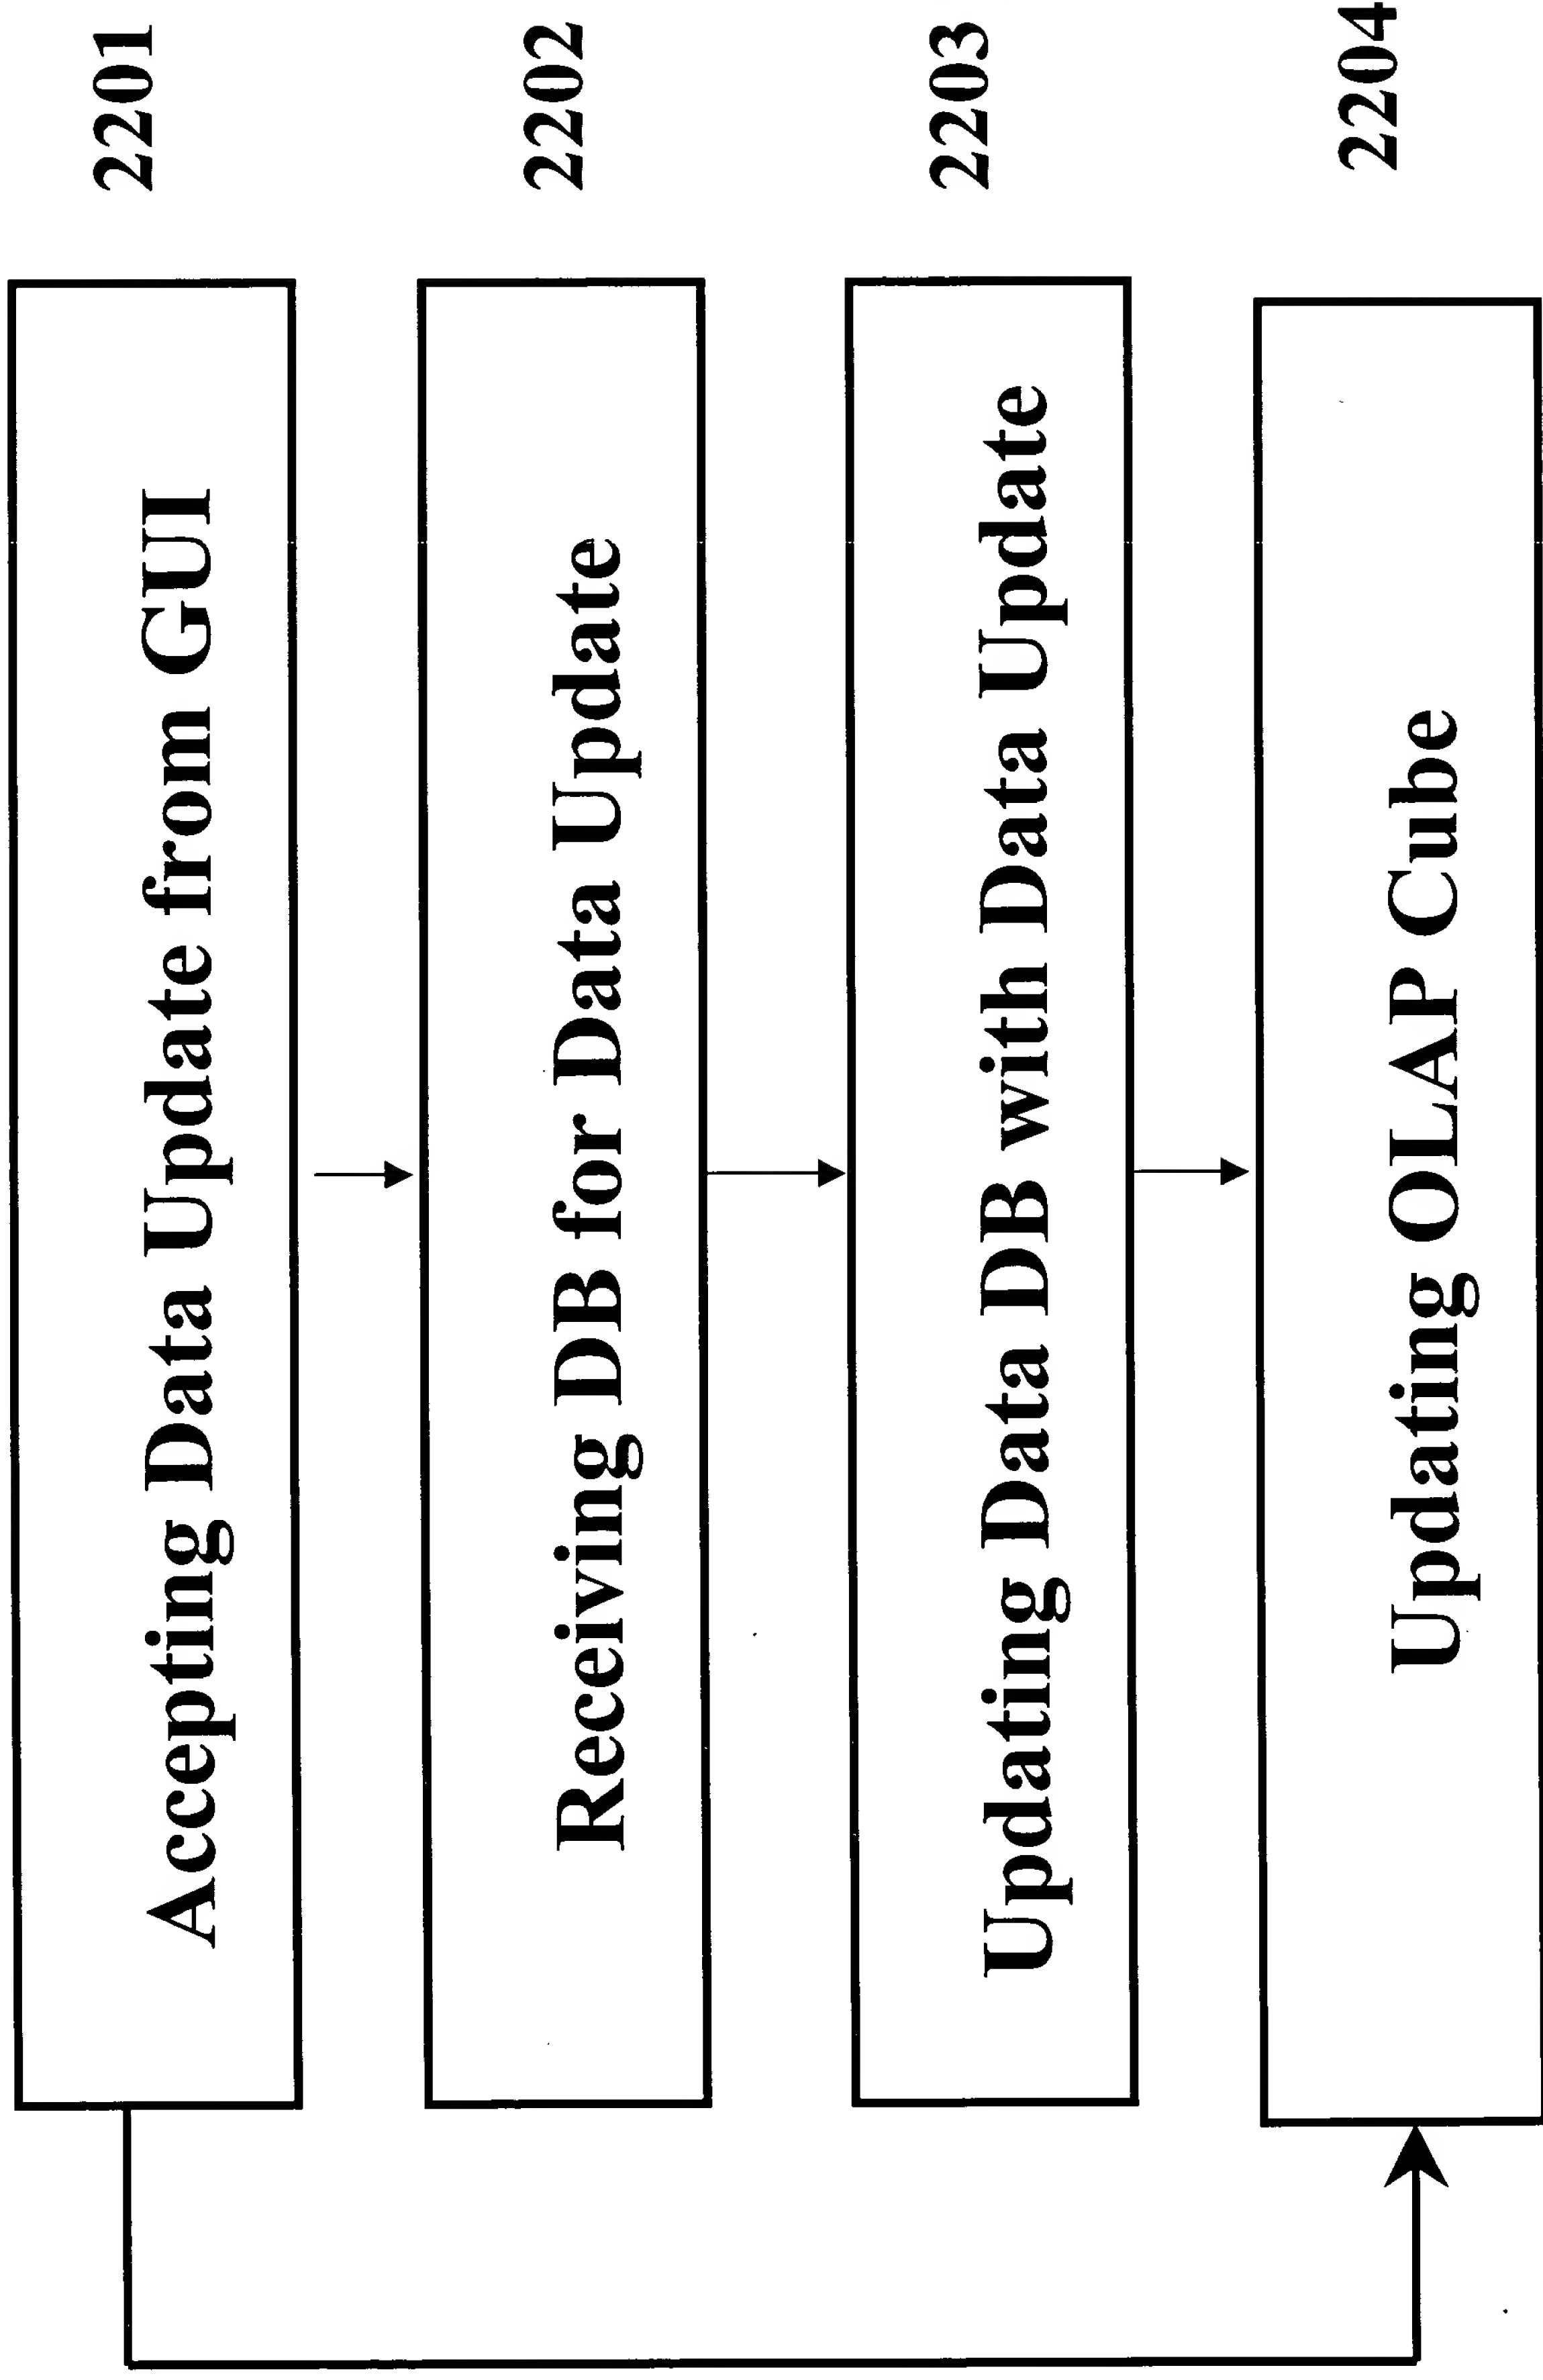 Accepting Data Update from GUI
2201
Receiving DB for Data Update
2202
Updating Data DB with Data Update
2203
Updating OLAP Cube
2204